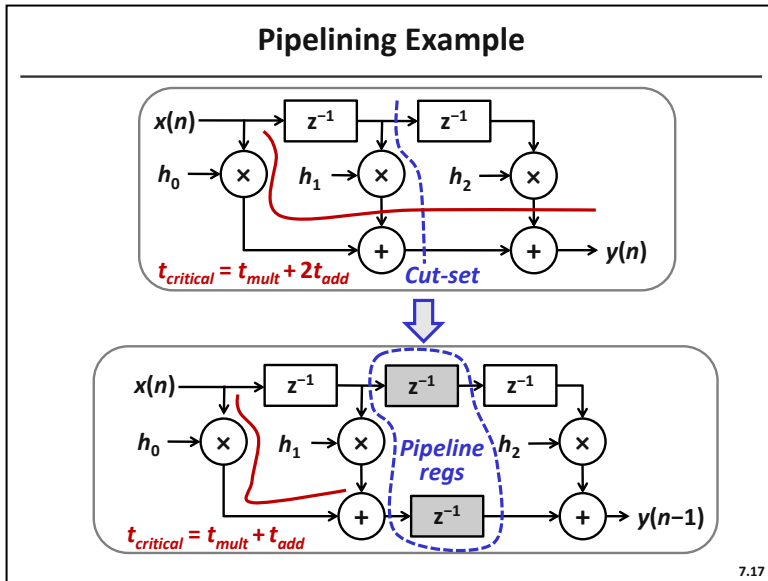 Pipelining Example
x(n)
z⁻¹
z⁻¹
h₀
×
h₁
×
h₂
×
+
+
y(n)
t_critical = t_mult + 2t_add
Cut-set
x(n)
z⁻¹
z⁻¹
z⁻¹
h₀
×
h₁
×
Pipeline
regs
h₂
×
+
z⁻¹
+
y(n−1)
t_critical = t_mult + t_add
7.17